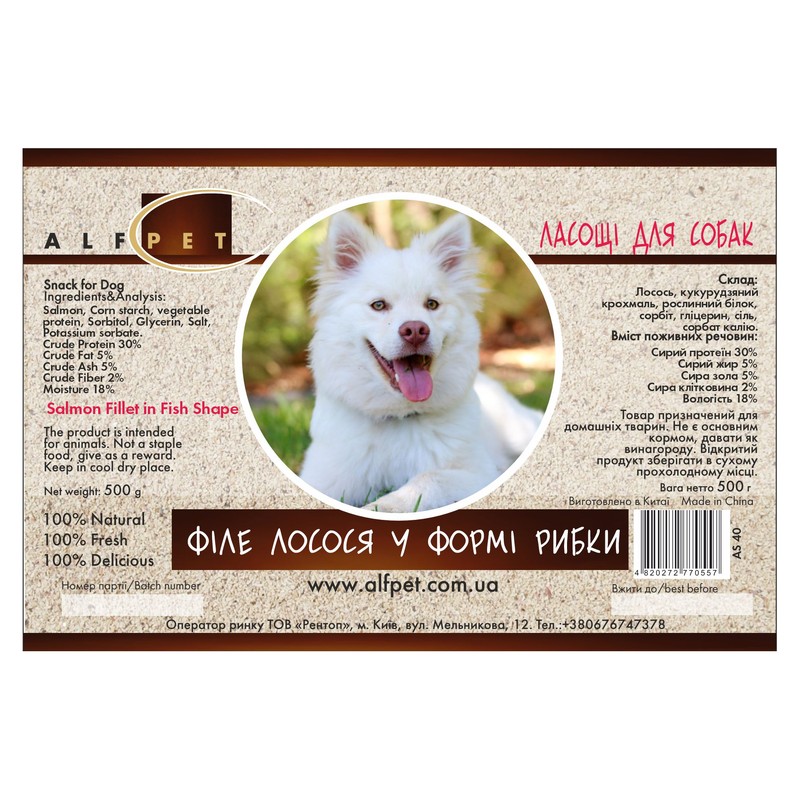 ALFPET
Snack for Dog
Ingredients&Analysis:
Salmon, Corn starch, vegetable
protein, Sorbitol, Glycerin, Salt,
Potassium sorbate.
Crude Protein 30%
Crude Fat 5%
Crude Ash 5%
Crude Fiber 2%
Moisture 18%
Salmon Fillet in Fish Shape
The product is intended
for animals. Not a staple
food, give as a reward.
Keep in cool dry place.
Net weight: 500 g
100% Natural
100% Fresh
100% Delicious
Номер партії/Batch number
ЛАСОЩІ ДЛЯ СОБАК
Склад:
Лосось, кукурудзяний
крохмаль, рослинний білок,
сорбіт, гліцерин, сіль,
сорбат калію.
Вміст поживних речовин:
Сирий протеїн 30%
Сирий жир 5%
Сира зола 5%
Сира клітковина 2%
Вологість 18%
Товар призначений для
домашніх тварин. Не є основним
кормом, давати як
винагороду. Відкритий
продукт зберігати в сухому
прохолодному місці.
Вага нетто 500 г
Виготовлено в Китаї Made in China
ФІЛЕ ЛОСОСЯ У ФОРМІ РИБКИ
4 820272 770557
AS 40
www.alfpet.com.ua
Вжити до/best before
Оператор ринку ТОВ «Рентоп», м. Київ, вул. Мельникова, 12. Тел.:+380676747378